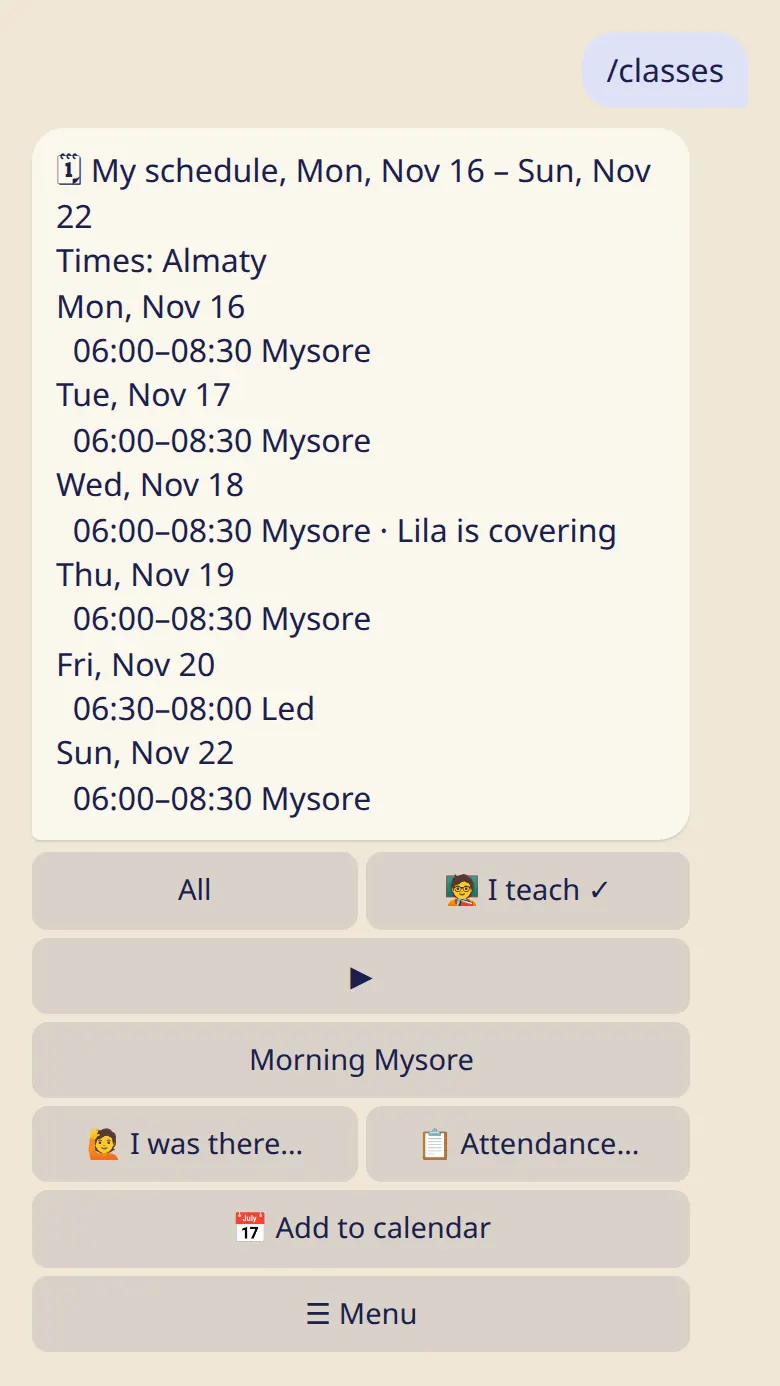 /classes
🗓 My schedule, Mon, Nov 16 – Sun, Nov
22
Times: Almaty
Mon, Nov 16
06:00–08:30 Mysore
Tue, Nov 17
06:00–08:30 Mysore
Wed, Nov 18
06:00–08:30 Mysore · Lila is covering
Thu, Nov 19
06:00–08:30 Mysore
Fri, Nov 20
06:30–08:00 Led
Sun, Nov 22
06:00–08:30 Mysore
All
🧑‍🏫 I teach ✓
▶
Morning Mysore
🙋 I was there…
📋 Attendance…
📅 Add to calendar
☰ Menu